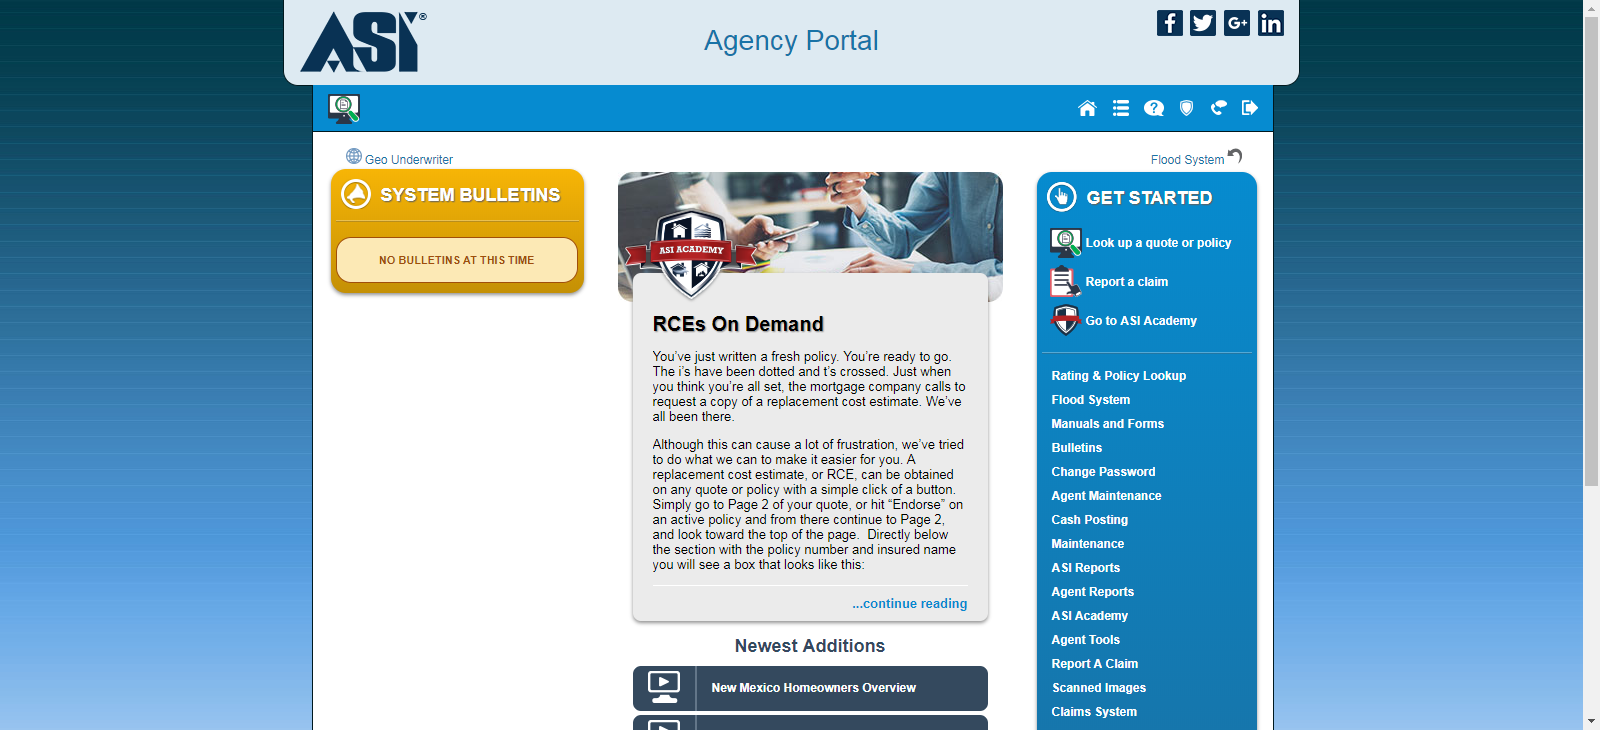 ASI®
Agency Portal
Geo Underwriter
Flood System
SYSTEM BULLETINS
NO BULLETINS AT THIS TIME
ASI ACADEMY
RCEs On Demand
You’ve just written a fresh policy. You’re ready to go.
The i’s have been dotted and t’s crossed. Just when
you think you’re all set, the mortgage company calls to
request a copy of a replacement cost estimate. We’ve
all been there.
Although this can cause a lot of frustration, we’ve tried
to do what we can to make it easier for you. A
replacement cost estimate, or RCE, can be obtained
on any quote or policy with a simple click of a button.
Simply go to Page 2 of your quote, or hit “Endorse” on
an active policy and from there continue to Page 2,
and look toward the top of the page.  Directly below
the section with the policy number and insured name
you will see a box that looks like this:
...continue reading
Newest Additions
New Mexico Homeowners Overview
GET STARTED
Look up a quote or policy
Report a claim
Go to ASI Academy
Rating & Policy Lookup
Flood System
Manuals and Forms
Bulletins
Change Password
Agent Maintenance
Cash Posting
Maintenance
ASI Reports
Agent Reports
ASI Academy
Agent Tools
Report A Claim
Scanned Images
Claims System